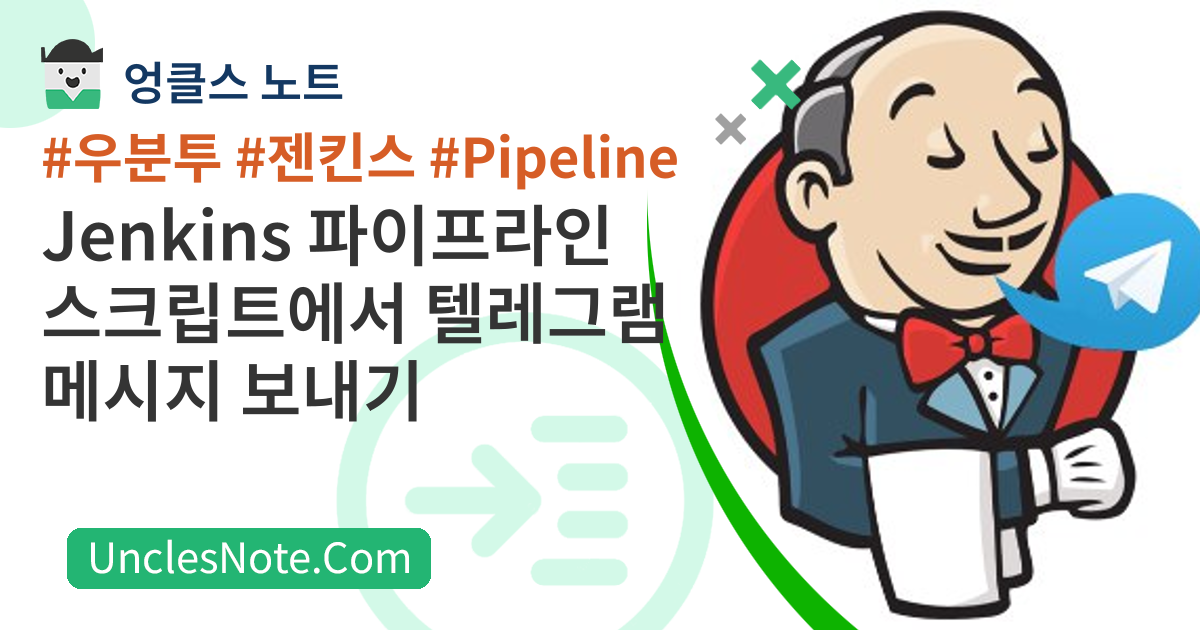 엉클스 노트
#우분투 #젠킨스 #Pipeline
Jenkins 파이프라인
스크립트에서 텔레그램
메시지 보내기
UnclesNote.Com